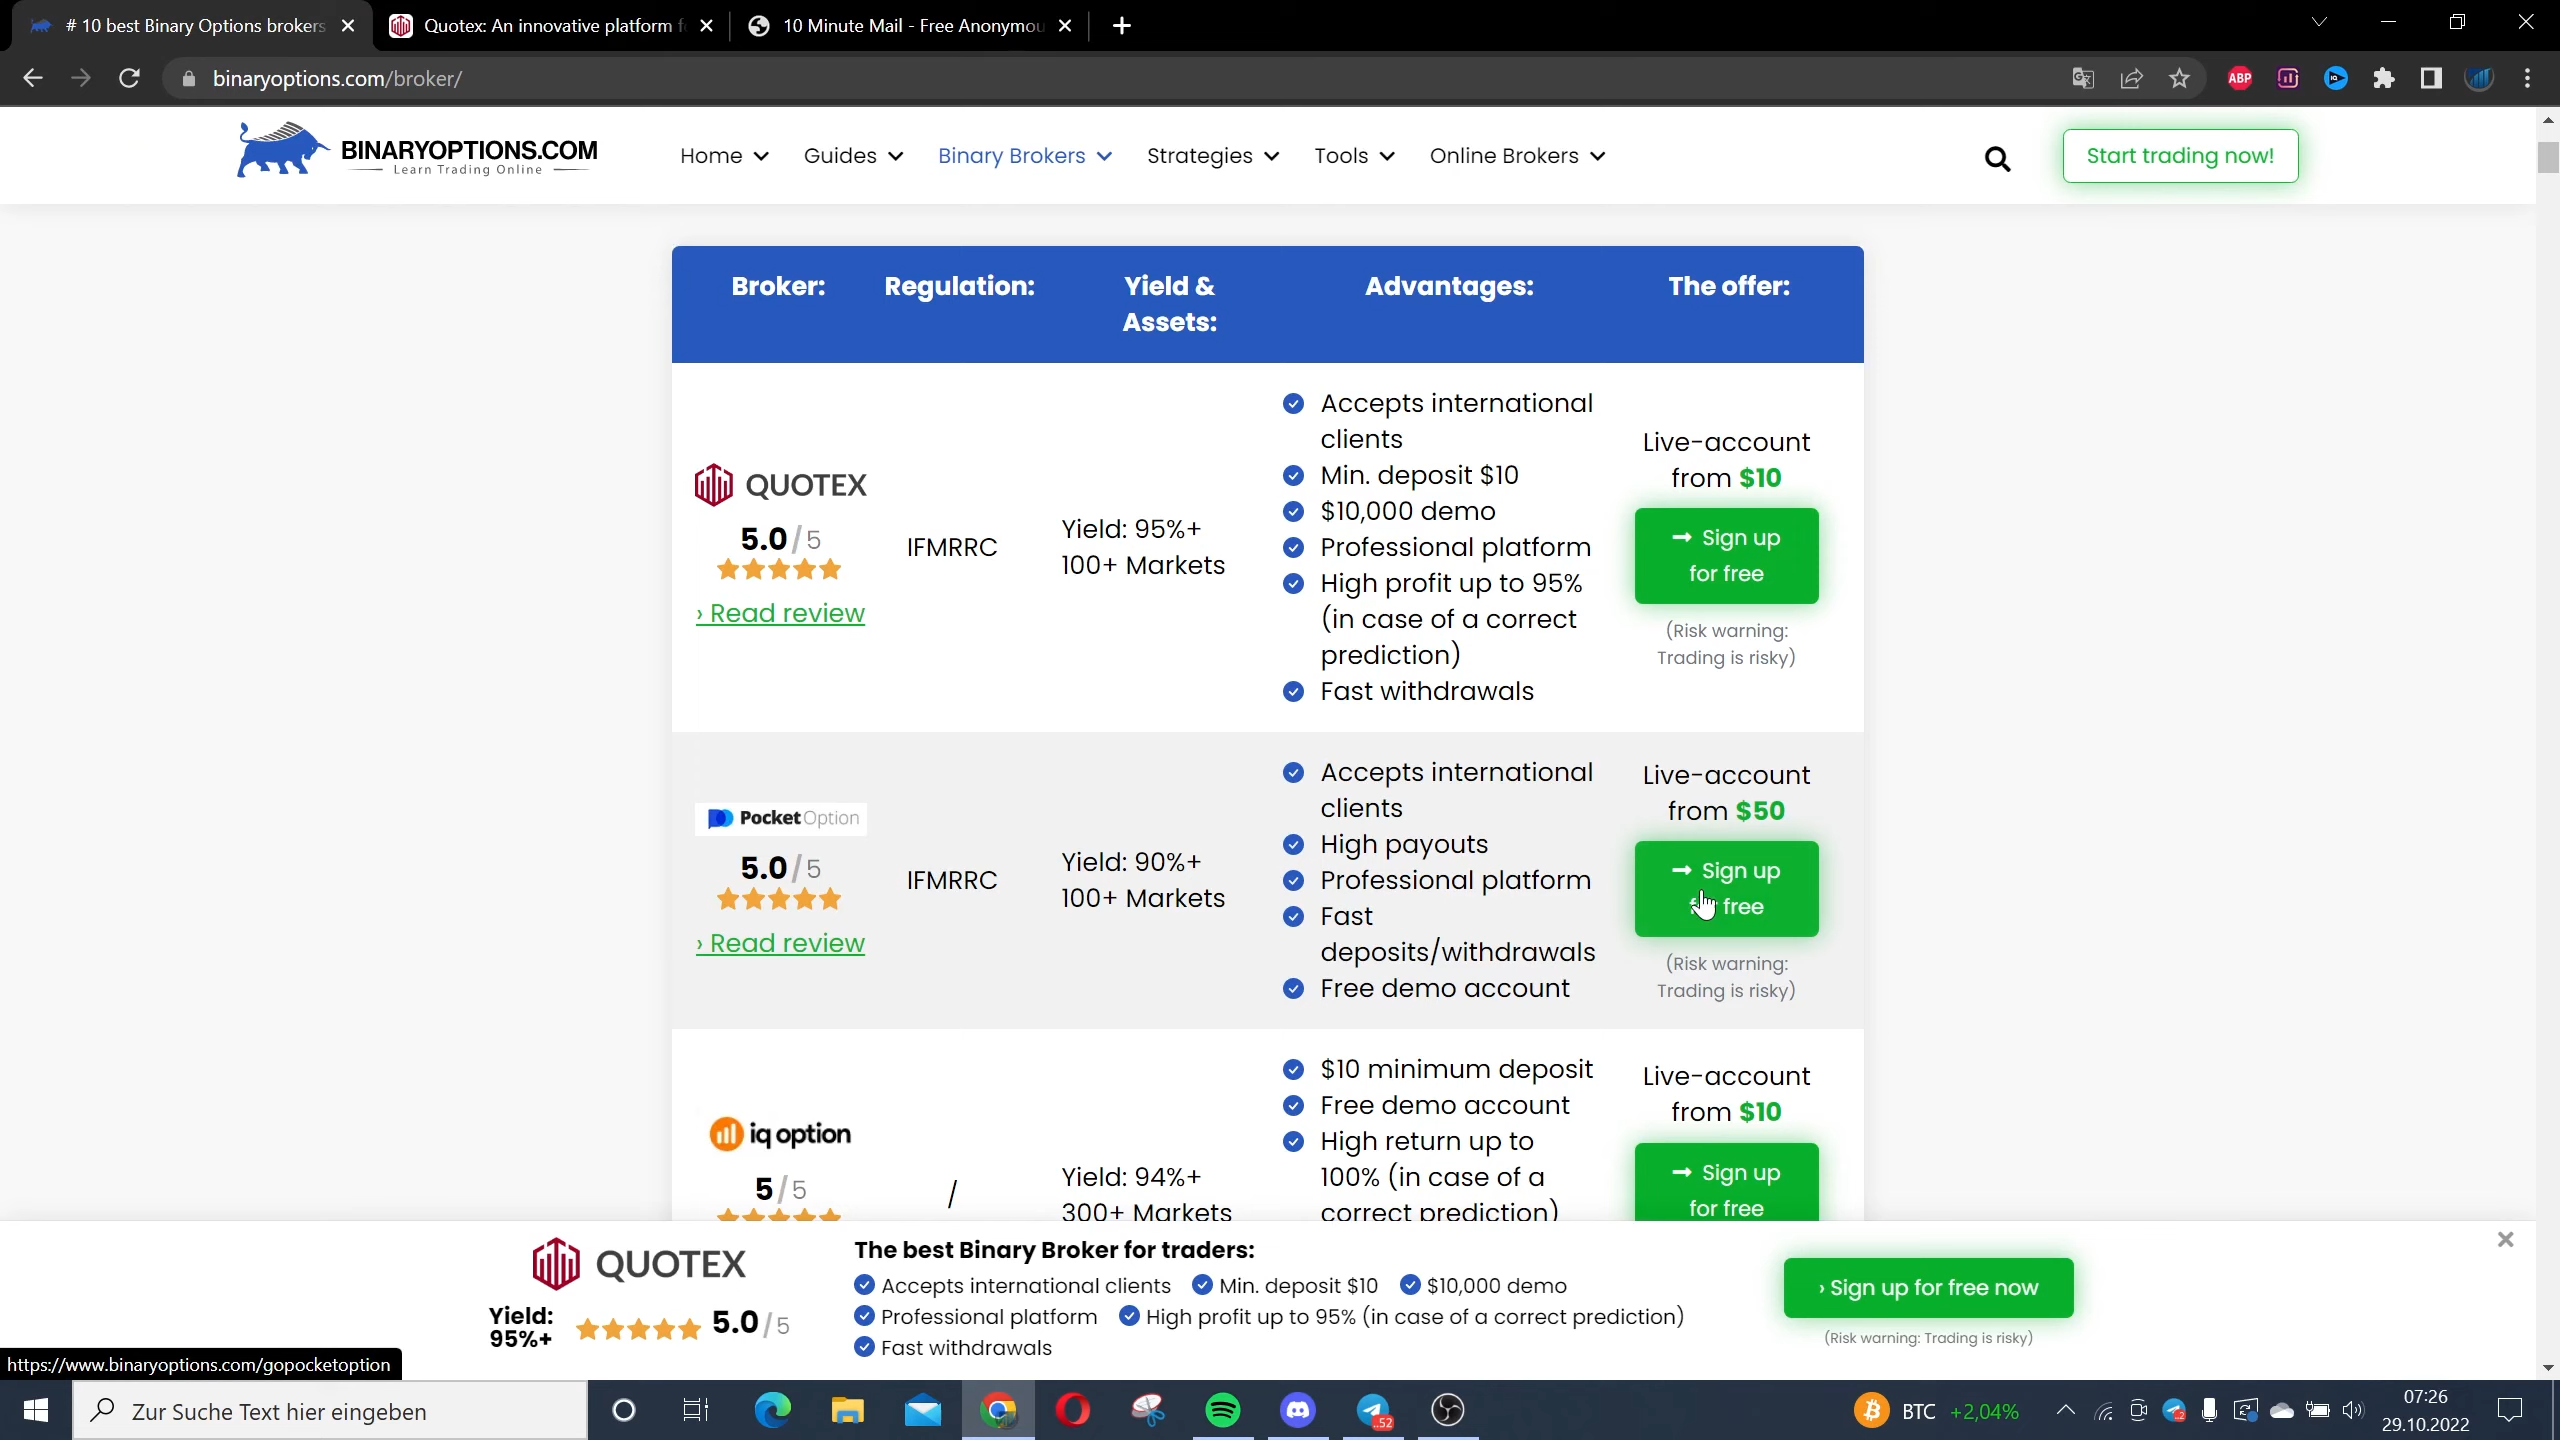 # 10 best Binary Options brokers
Quotex: An innovative platform f
10 Minute Mail - Free Anonymou
binaryoptions.com/broker/
ABP
BINARYOPTIONS.COM
Learn Trading Online
Home
Guides
Binary Brokers
Strategies
Tools
Online Brokers
Start trading now!
Broker:
Regulation:
Yield &
Assets:
Advantages:
The offer:
QUOTEX
5.0/5
› Read review
IFMRRC
Yield: 95%+
100+ Markets
Accepts international
clients
Min. deposit $10
$10,000 demo
Professional platform
High profit up to 95%
(in case of a correct
prediction)
Fast withdrawals
Live-account
from $10
→ Sign up
for free
(Risk warning:
Trading is risky)
PocketOption
5.0/5
› Read review
IFMRRC
Yield: 90%+
100+ Markets
Accepts international
clients
High payouts
Professional platform
Fast
deposits/withdrawals
Free demo account
Live-account
from $50
→ Sign up
for free
(Risk warning:
Trading is risky)
iq option
5/5
/
Yield: 94%+
300+ Markets
$10 minimum deposit
Free demo account
High return up to
100% (in case of a
correct prediction)
Live-account
from $10
→ Sign up
for free
QUOTEX
Yield:
95%+
5.0/5
The best Binary Broker for traders:
Accepts international clients Min. deposit $10 $10,000 demo
Professional platform High profit up to 95% (in case of a correct prediction)
Fast withdrawals
› Sign up for free now
(Risk warning: Trading is risky)
https://www.binaryoptions.com/gopocketoption
Zur Suche Text hier eingeben
BTC +2,04%
07:26
29.10.2022